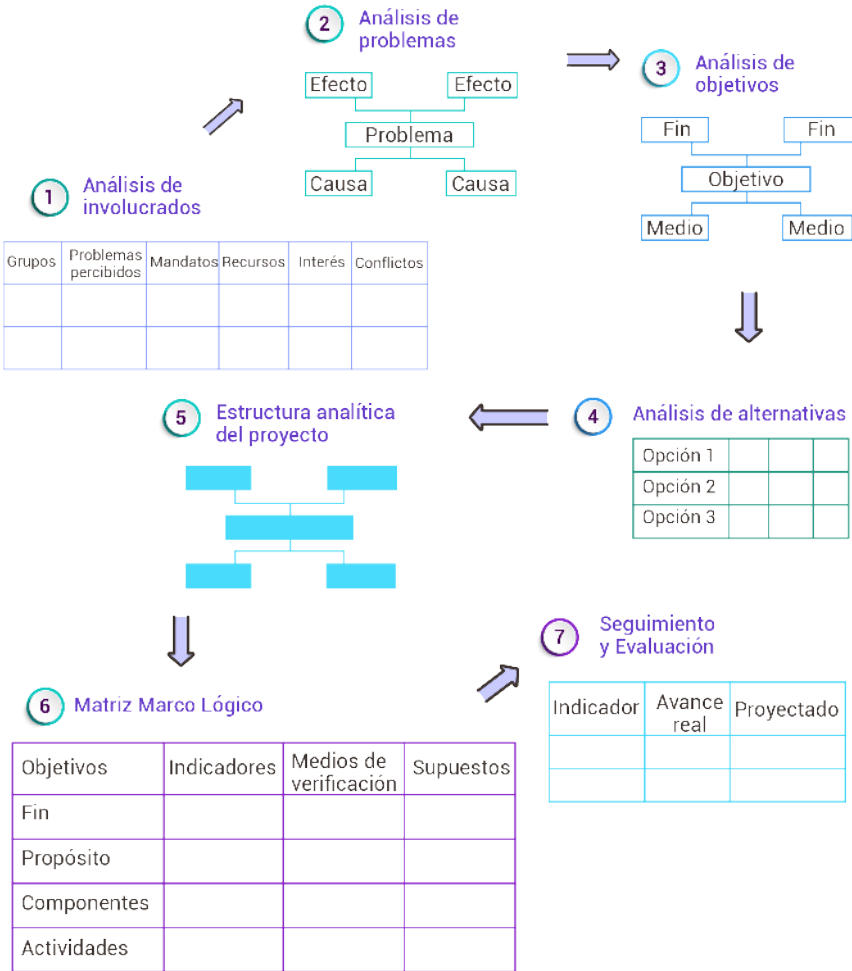 1
Análisis de
involucrados
Grupos
Problemas
percibidos
Mandatos
Recursos
Interés
Conflictos
2
Análisis de
problemas
Efecto
Efecto
Problema
Causa
Causa
3
Análisis de
objetivos
Fin
Fin
Objetivo
Medio
Medio
4
Análisis de alternativas
Opción 1
Opción 2
Opción 3
5
Estructura analítica
del proyecto
6
Matriz Marco Lógico
Objetivos
Indicadores
Medios de
verificación
Supuestos
Fin
Propósito
Componentes
Actividades
7
Seguimiento
y Evaluación
Indicador
Avance
real
Proyectado